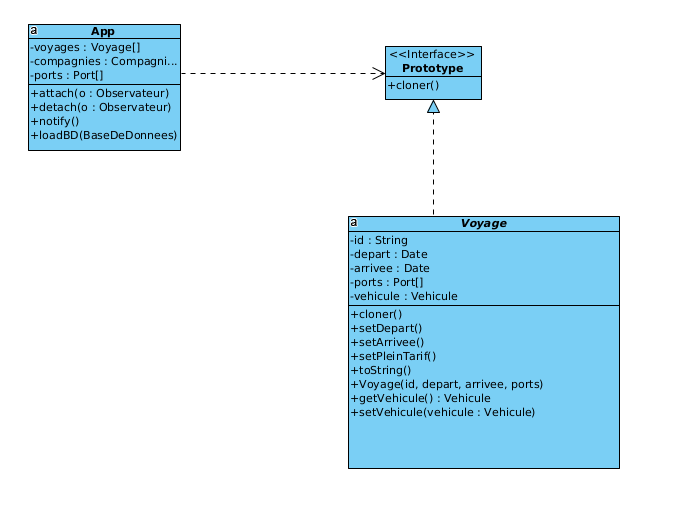 a
App
-voyages : Voyage[]
-compagnies : Compagni...
-ports : Port[]
+attach(o : Observateur)
+detach(o : Observateur)
+notify()
+loadBD(BaseDeDonnees)
<<Interface>>
Prototype
+cloner()
a
Voyage
-id : String
-depart : Date
-arrivee : Date
-ports : Port[]
-vehicule : Vehicule
+cloner()
+setDepart()
+setArrivee()
+setPleinTarif()
+toString()
+Voyage(id, depart, arrivee, ports)
+getVehicule() : Vehicule
+setVehicule(vehicule : Vehicule)